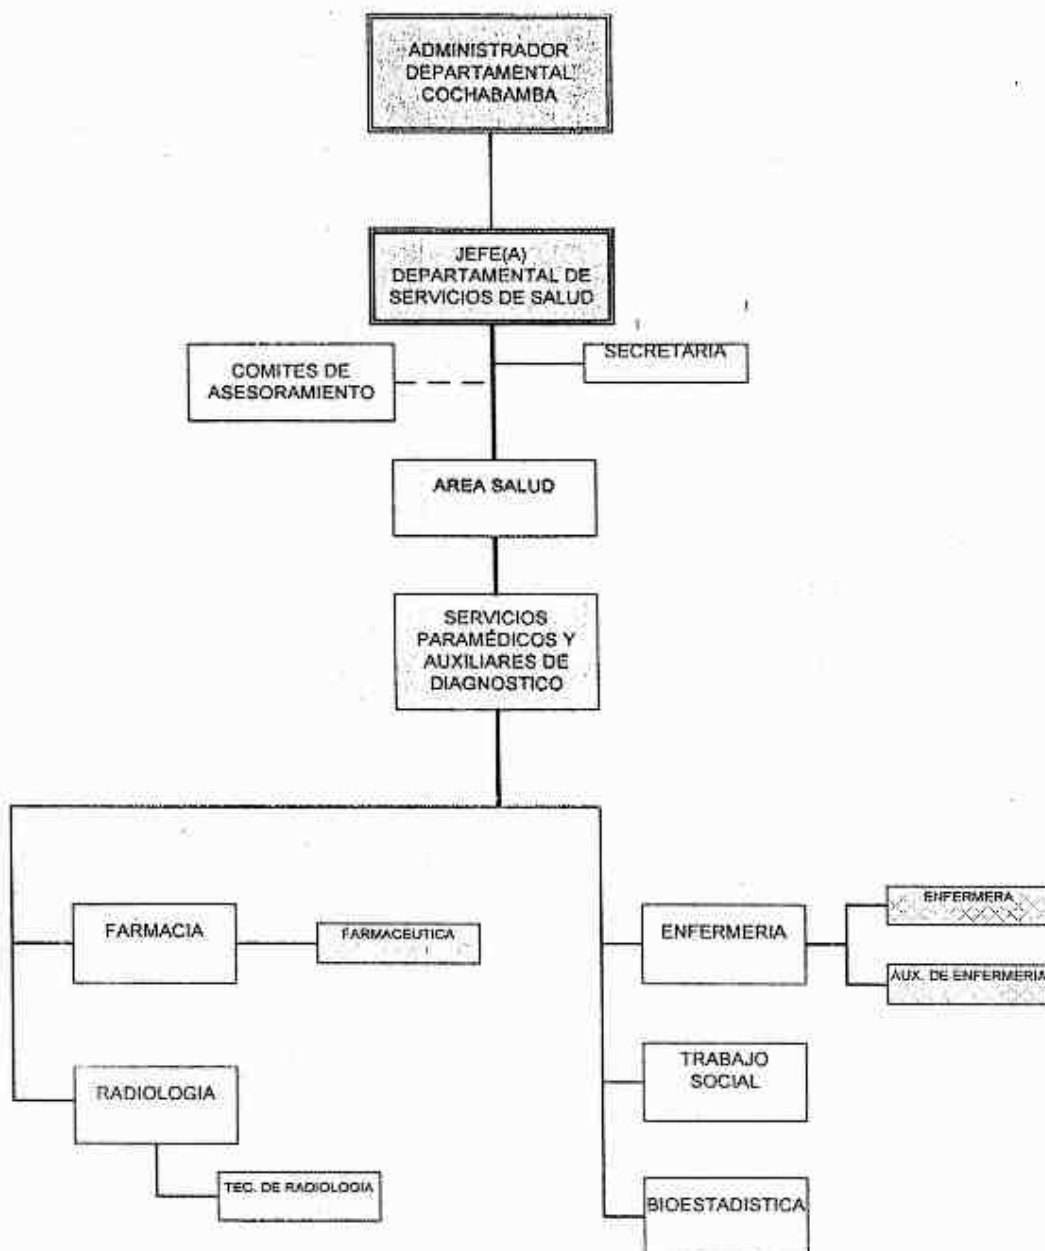 ADMINISTRADOR
DEPARTAMENTAL
COCHABAMBA
JEFE(A)
DEPARTAMENTAL DE
SERVICIOS DE SALUD
SECRETARIA
COMITES DE
ASESORAMIENTO
AREA SALUD
SERVICIOS
PARAMÉDICOS Y
AUXILIARES DE
DIAGNOSTICO
FARMACIA
FARMACEUTICA
ENFERMERIA
ENFERMERA
AUX. DE ENFERMERIA
RADIOLOGIA
TEC. DE RADIOLOGIA
TRABAJO
SOCIAL
BIOESTADISTICA